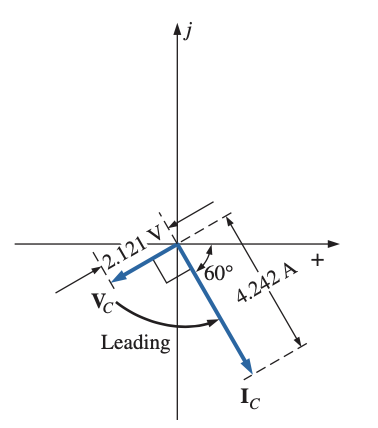 j
2.121 V
+
60°
4.242 A
V_C
Leading
I_C